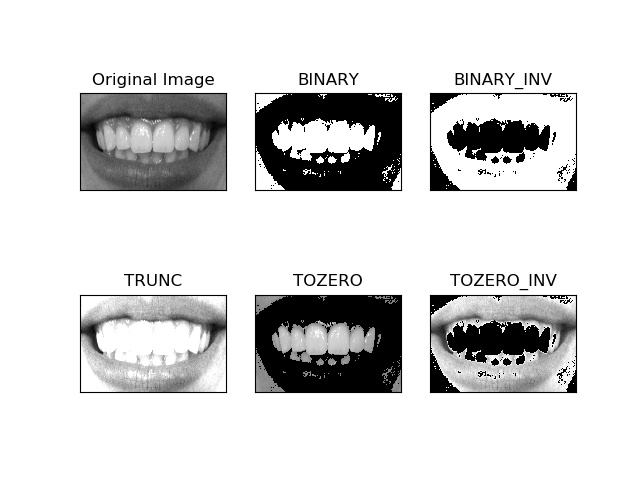 Original Image
BINARY
BINARY_INV
TRUNC
TOZERO
TOZERO_INV